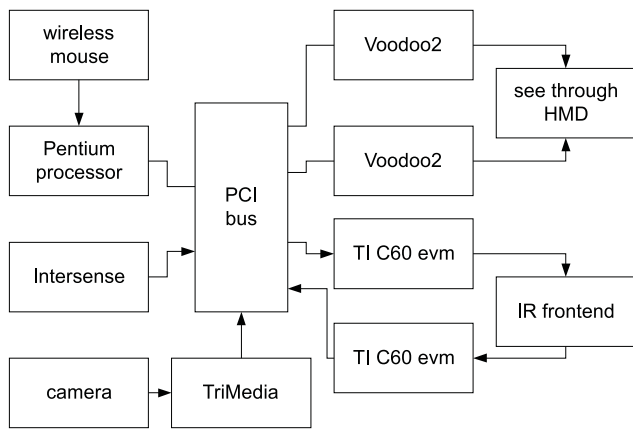 wireless
mouse
Voodoo2
see through
HMD
Pentium
processor
PCI
bus
Voodoo2
Intersense
TI C60 evm
IR frontend
camera
TriMedia
TI C60 evm